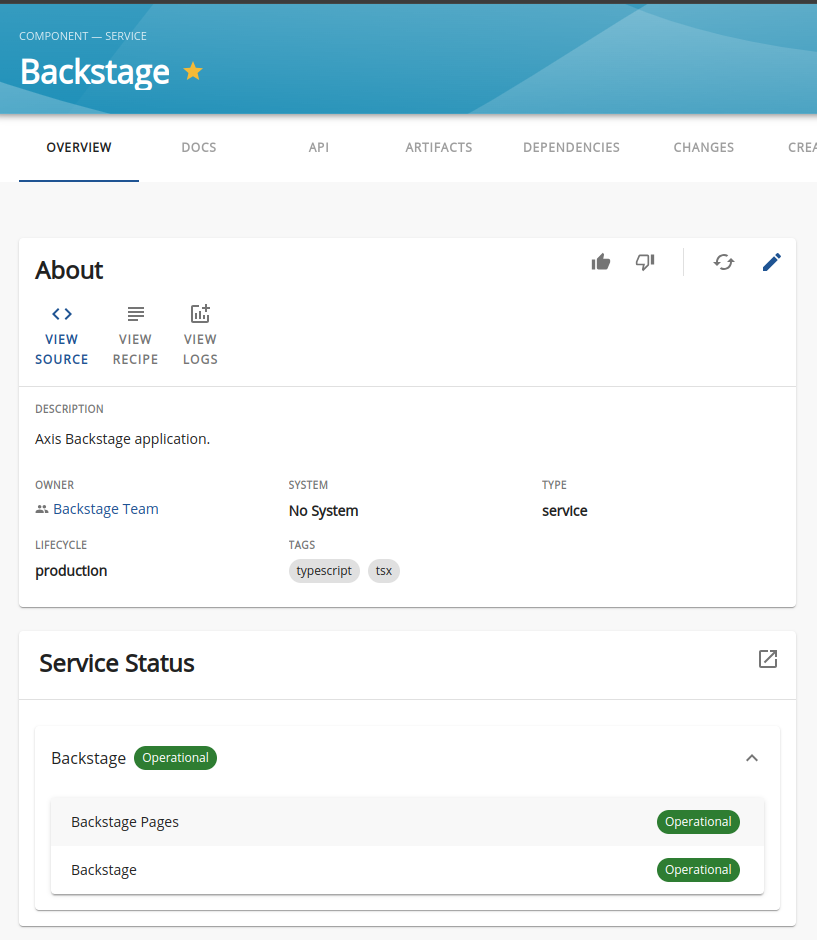 COMPONENT — SERVICE
Backstage
OVERVIEW DOCS API ARTIFACTS DEPENDENCIES CHANGES CREA
About
VIEW SOURCE
VIEW RECIPE
VIEW LOGS
DESCRIPTION
Axis Backstage application.
OWNER
Backstage Team
SYSTEM
No System
TYPE
service
LIFECYCLE
production
TAGS
typescript tsx
Service Status
Backstage Operational
Backstage Pages Operational
Backstage Operational